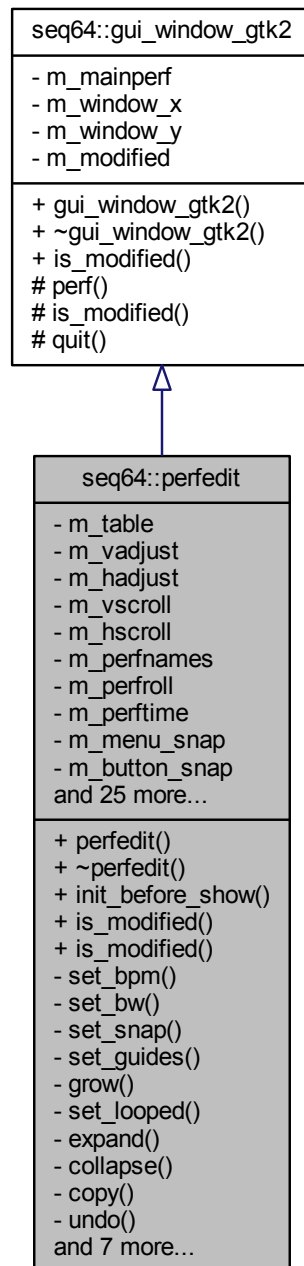 seq64::gui_window_gtk2
- m_mainperf
- m_window_x
- m_window_y
- m_modified
+ gui_window_gtk2()
+ ~gui_window_gtk2()
+ is_modified()
# perf()
# is_modified()
# quit()
seq64::perfedit
- m_table
- m_vadjust
- m_hadjust
- m_vscroll
- m_hscroll
- m_perfnames
- m_perfroll
- m_perftime
- m_menu_snap
- m_button_snap
and 25 more...
+ perfedit()
+ ~perfedit()
+ init_before_show()
+ is_modified()
+ is_modified()
- set_bpm()
- set_bw()
- set_snap()
- set_guides()
- grow()
- set_looped()
- expand()
- collapse()
- copy()
- undo()
and 7 more...